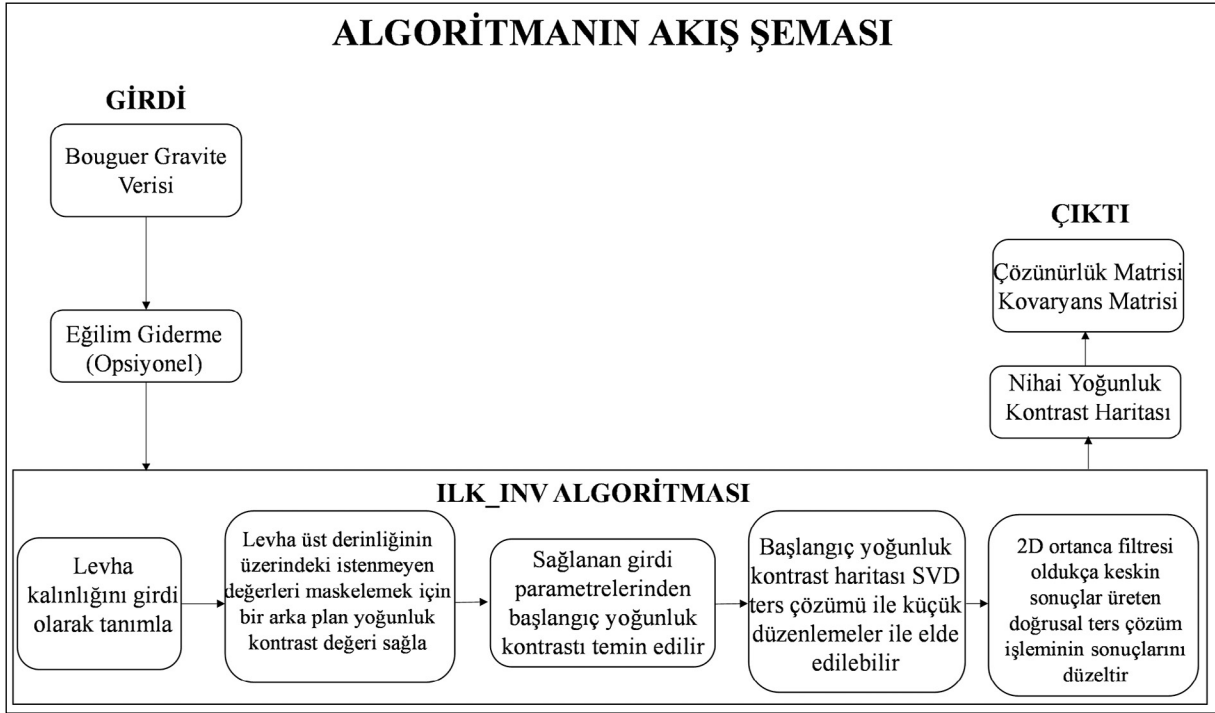 ALGORİTMANIN AKIŞ ŞEMASI
GİRDİ
Bouguer Gravite
Verisi
Eğilim Giderme
(Opsiyonel)
ILK_INV ALGORİTMASI
Levha
kalınlığını girdi
olarak tanımla
Levha üst derinliğinin
üzerindeki istenmeyen
değerleri maskelemek için
bir arka plan yoğunluk
kontrast değeri sağla
Sağlanan girdi
parametrelerinden
başlangıç yoğunluk
kontrastı temin edilir
Başlangıç yoğunluk
kontrast haritası SVD
ters çözümü ile küçük
düzenlemeler ile elde
edilebilir
2D ortanca filtresi
oldukça keskin
sonuçlar üreten
doğrusal ters çözüm
işleminin sonuçlarını
düzeltir
ÇIKTI
Çözünürlük Matrisi
Kovaryans Matrisi
Nihai Yoğunluk
Kontrast Haritası